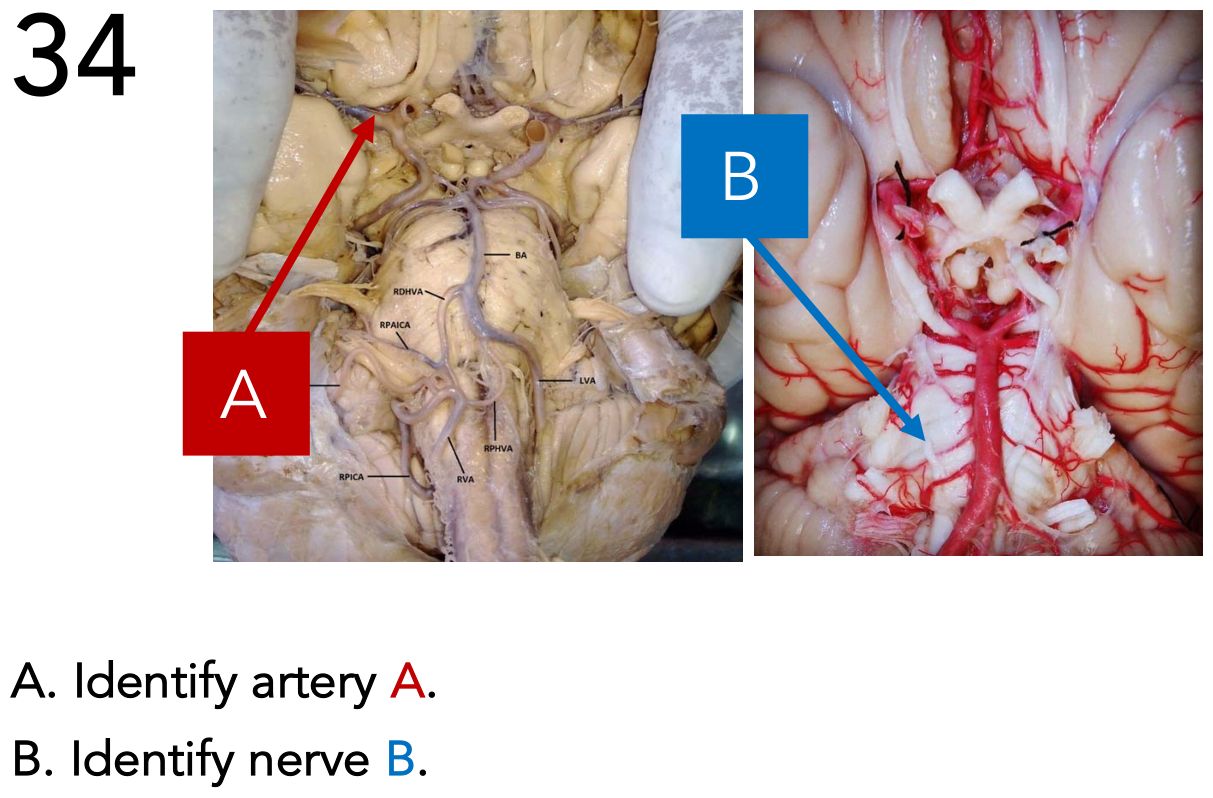 34
B
A
BA
RDHVA
RPAICA
LVA
RPHVA
RPICA
RVA
A. Identify artery A.
B. Identify nerve B.